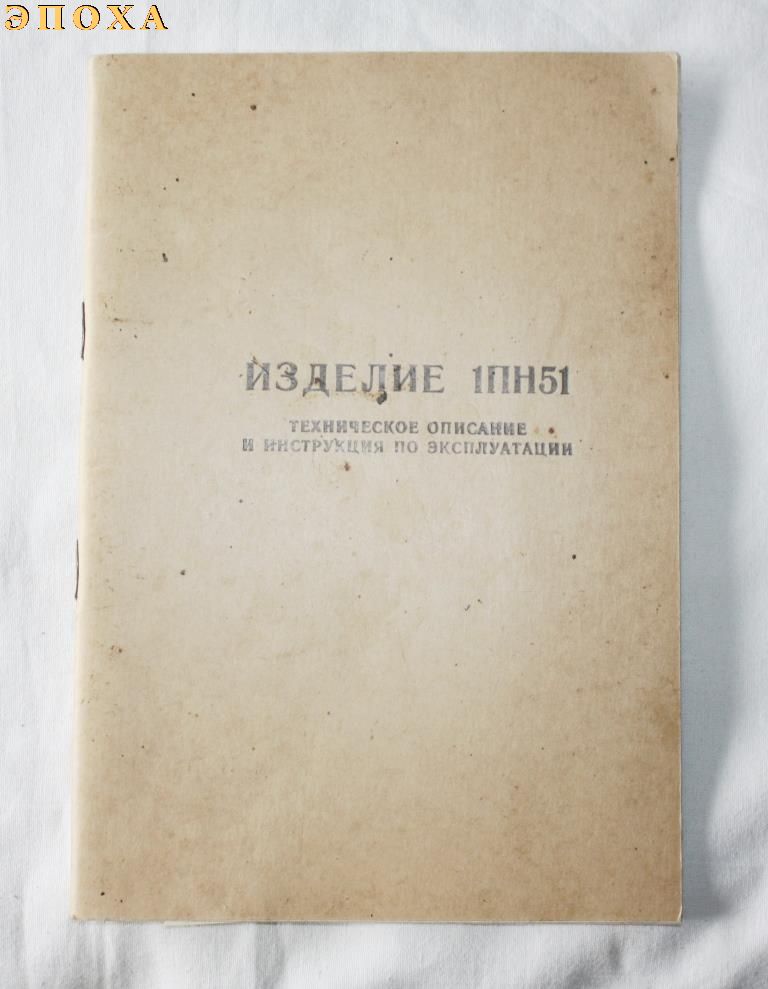 ЭПОХА
ИЗДЕЛИЕ 1ПН51
ТЕХНИЧЕСКОЕ ОПИСАНИЕ
И ИНСТРУКЦИЯ ПО ЭКСПЛУАТАЦИИ